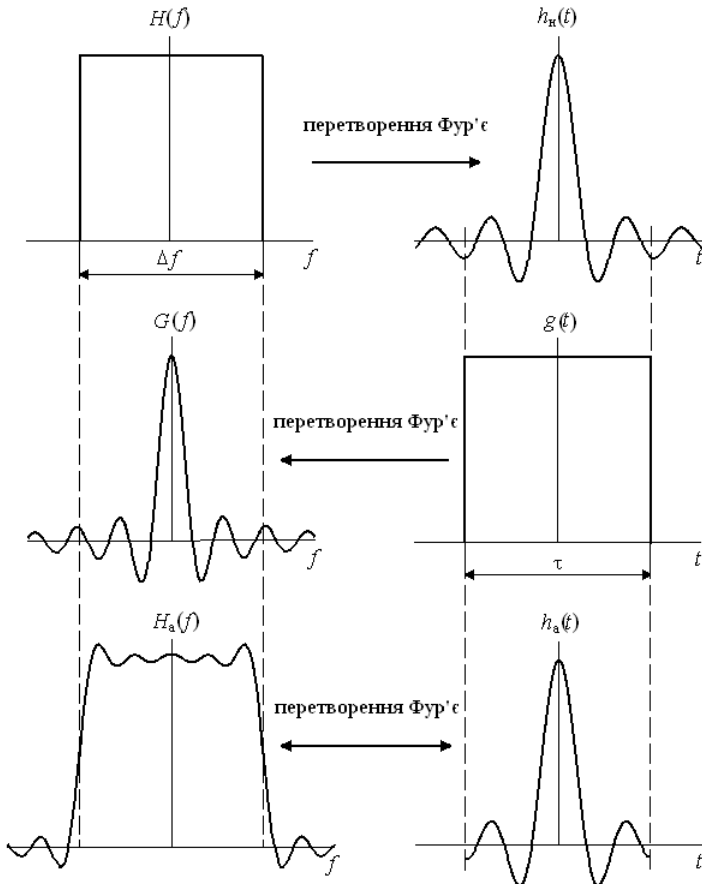 H(f)
hн(t)
перетворення Фур'є
f
t
Δf
G(f)
g(t)
перетворення Фур'є
f
t
τ
Hа(f)
hа(t)
перетворення Фур'є
f
t